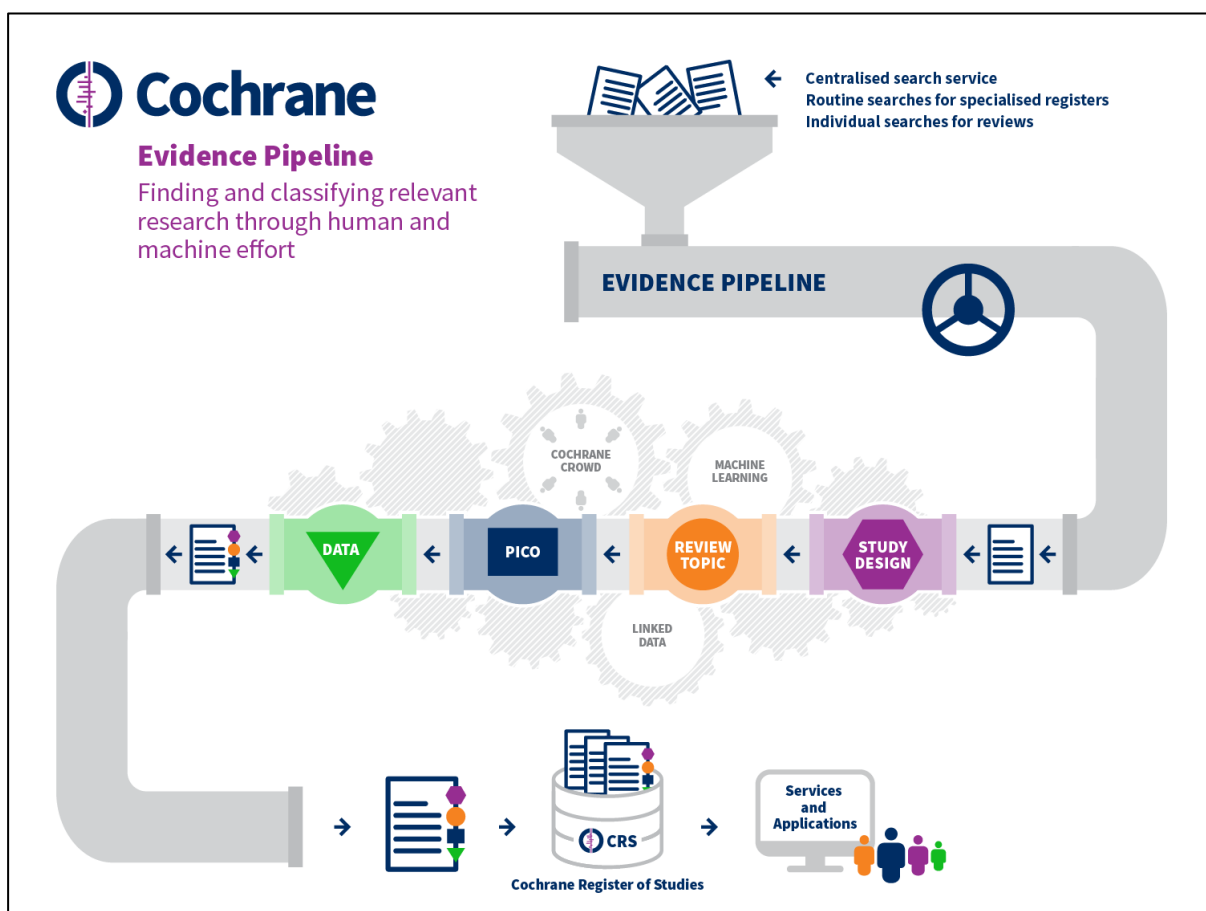 Cochrane
Evidence Pipeline
Finding and classifying relevant
research through human and
machine effort
Centralised search service
Routine searches for specialised registers
Individual searches for reviews
EVIDENCE PIPELINE
COCHRANE
CROWD
MACHINE
LEARNING
DATA
PICO
REVIEW
TOPIC
STUDY
DESIGN
LINKED
DATA
CRS
Cochrane Register of Studies
Services
and
Applications